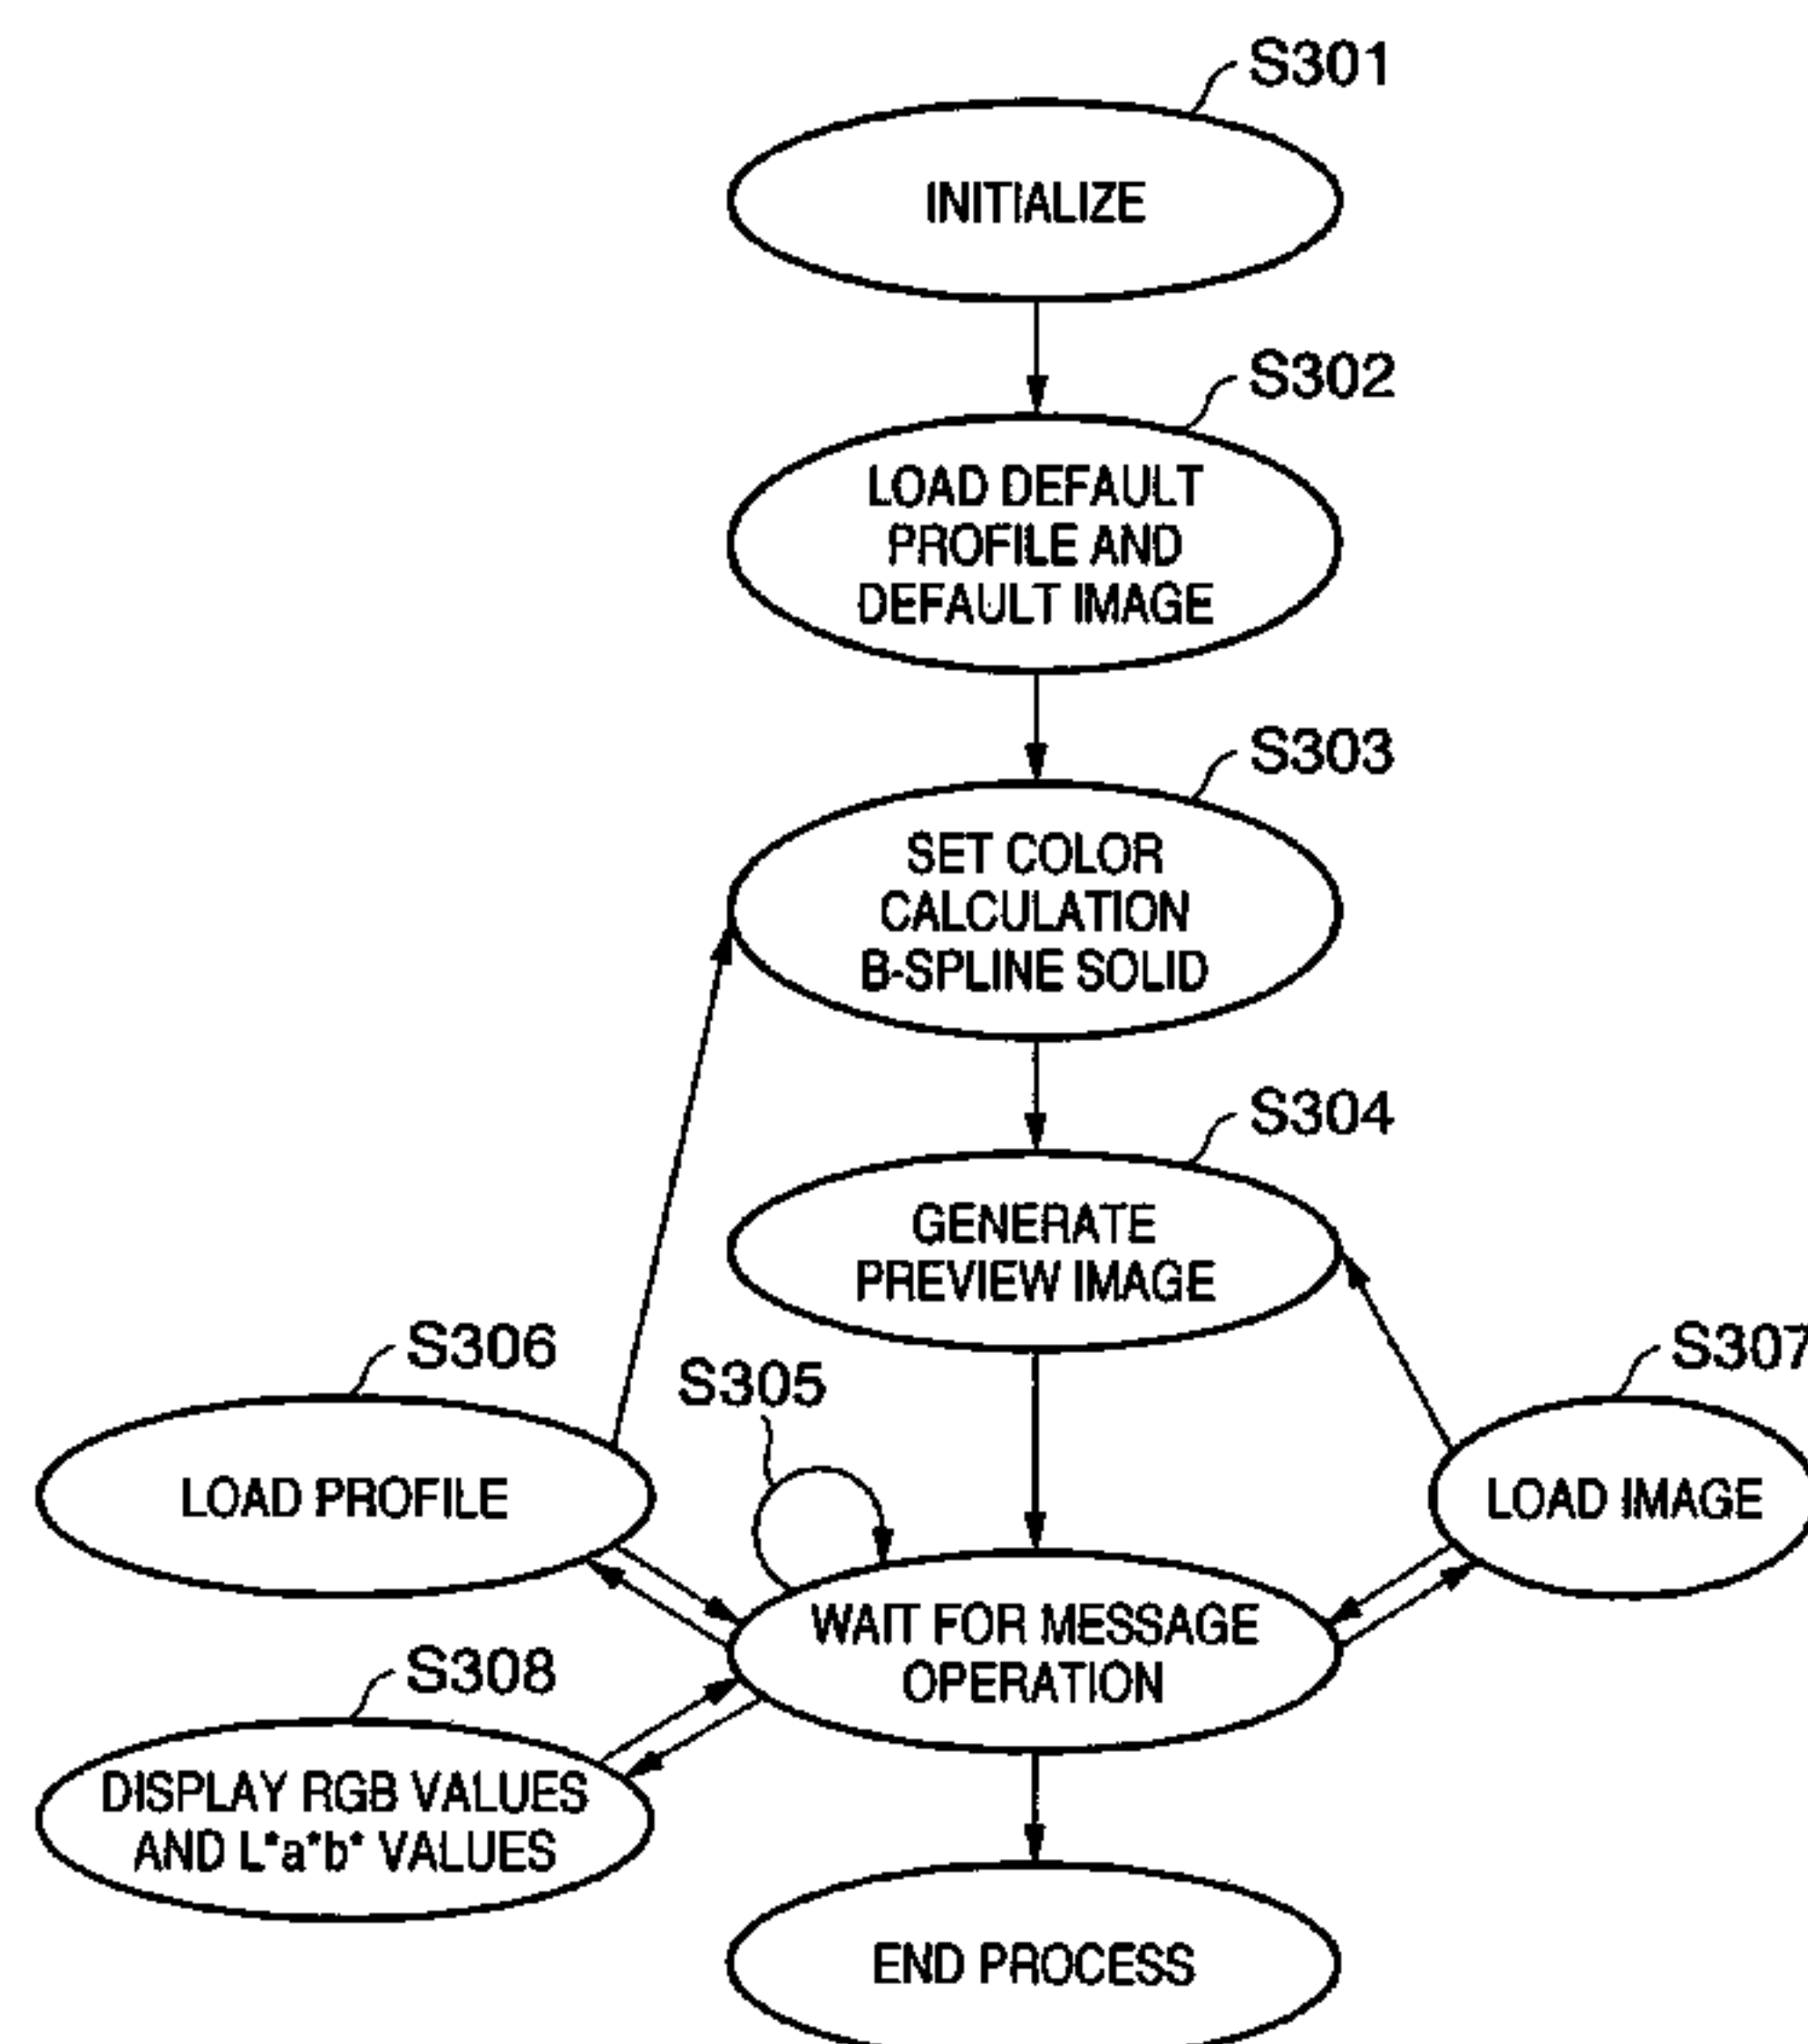 S301
INITIALIZE
S302
LOAD DEFAULT
PROFILE AND
DEFAULT IMAGE
S303
SET COLOR
CALCULATION
B-SPLINE SOLID
S304
GENERATE
PREVIEW IMAGE
S306
LOAD PROFILE
S305
S307
LOAD IMAGE
WAIT FOR MESSAGE
OPERATION
S308
DISPLAY RGB VALUES
AND L*a*b* VALUES
END PROCESS